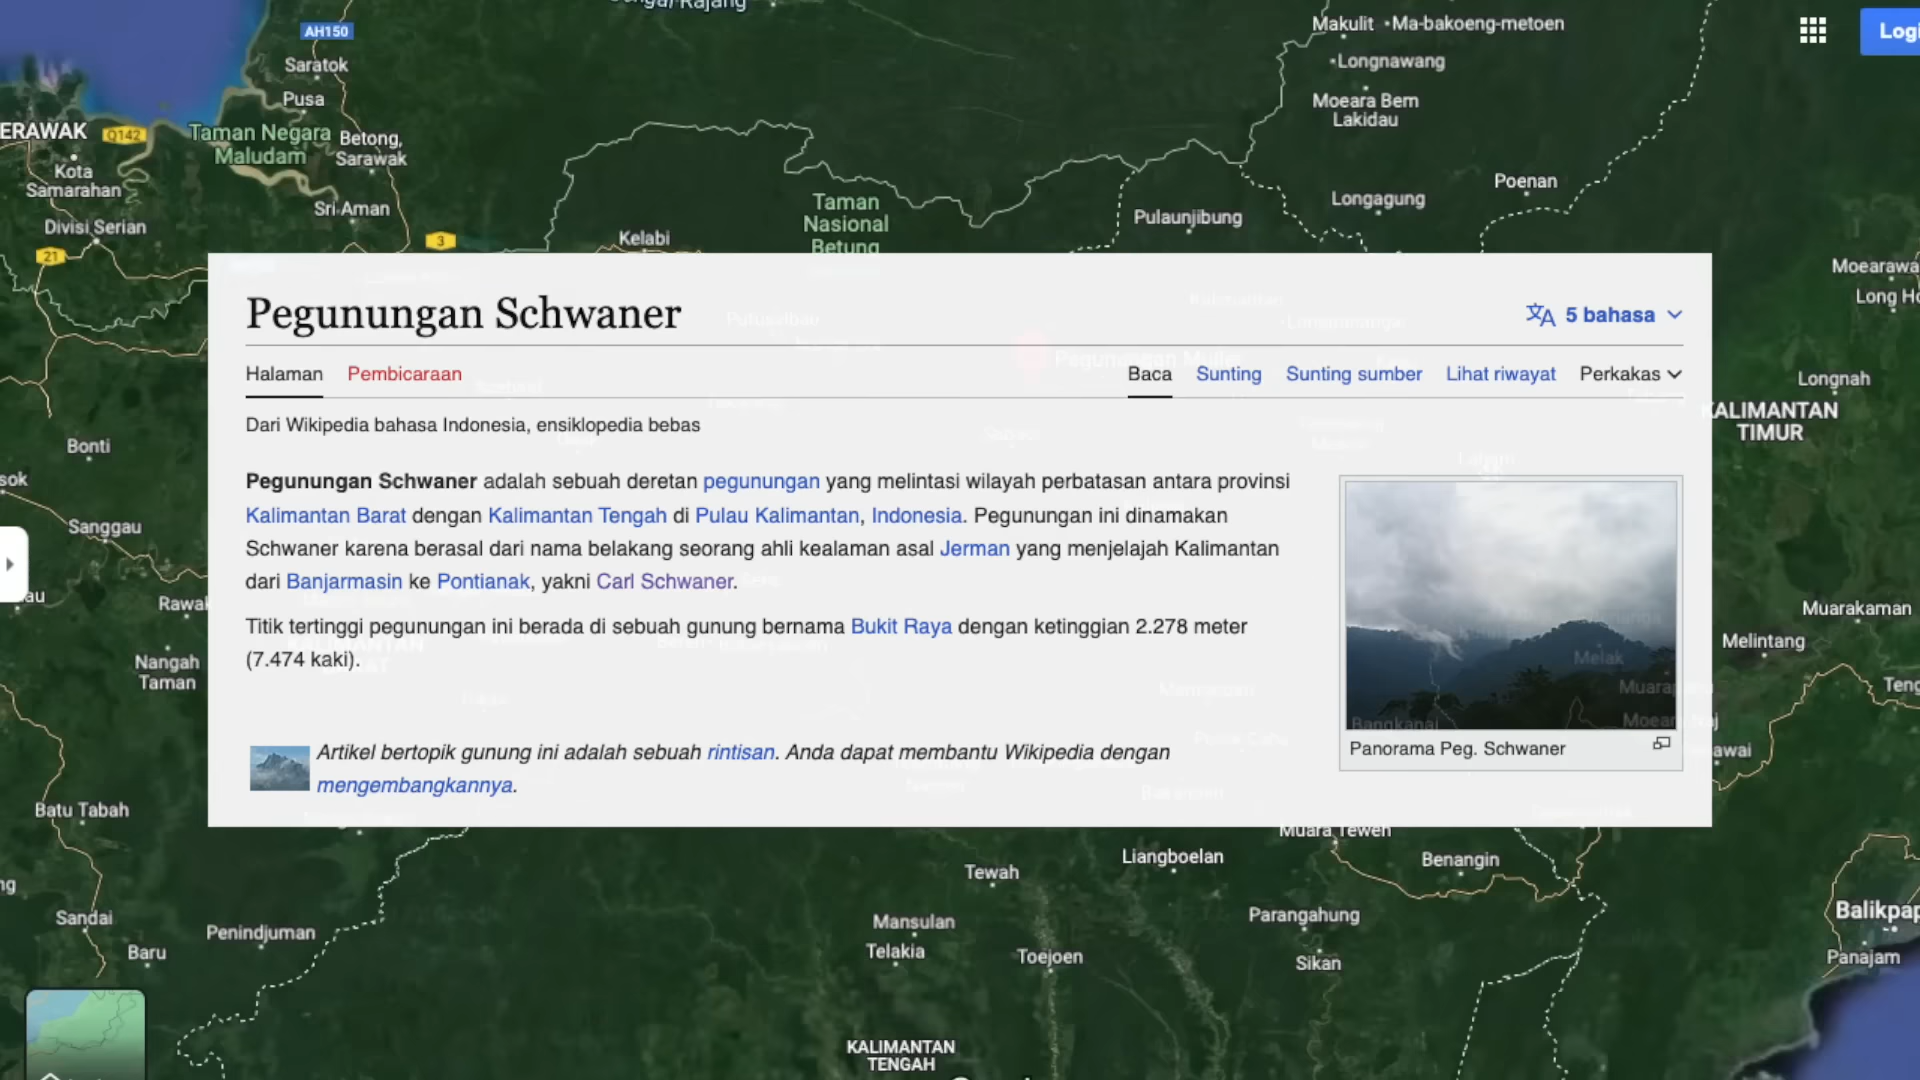 AH150
Saratok
Pusa
Q142
Taman Negara
Maludam
Betong,
Sarawak
Kota
Samarahan
Divisi Serian
Sri Aman
21
3
Kelabi
Taman
Nasional
Betung
Makulit
Ma-bakoeng-metoen
Longnawang
Moeara Bem
Lakidau
Poenan
Longagung
Pulaunjibung
Pegunungan Schwaner
5 bahasa
Halaman Pembicaraan Baca Sunting Sunting sumber Lihat riwayat Perkakas
Dari Wikipedia bahasa Indonesia, ensiklopedia bebas
Pegunungan Schwaner adalah sebuah deretan pegunungan yang melintasi wilayah perbatasan antara provinsi
Kalimantan Barat dengan Kalimantan Tengah di Pulau Kalimantan, Indonesia. Pegunungan ini dinamakan
Schwaner karena berasal dari nama belakang seorang ahli kealaman asal Jerman yang menjelajah Kalimantan
dari Banjarmasin ke Pontianak, yakni Carl Schwaner.
Titik tertinggi pegunungan ini berada di sebuah gunung bernama Bukit Raya dengan ketinggian 2.278 meter
(7.474 kaki).
Panorama Peg. Schwaner
Artikel bertopik gunung ini adalah sebuah rintisan. Anda dapat membantu Wikipedia dengan
mengembangkannya.
Longnah
KALIMANTAN
TIMUR
Muarakaman
Melintang
Melak
Bangkanai
Bonti
Sanggau
Nangah
Taman
Batu Tabah
Sandai
Baru
Penindjuman
Tewah
Liangboelan
Muara Teweh
Benangin
Mansulan
Telakia
Toejoen
Parangahung
Sikan
Panajam
KALIMANTAN
TENGAH